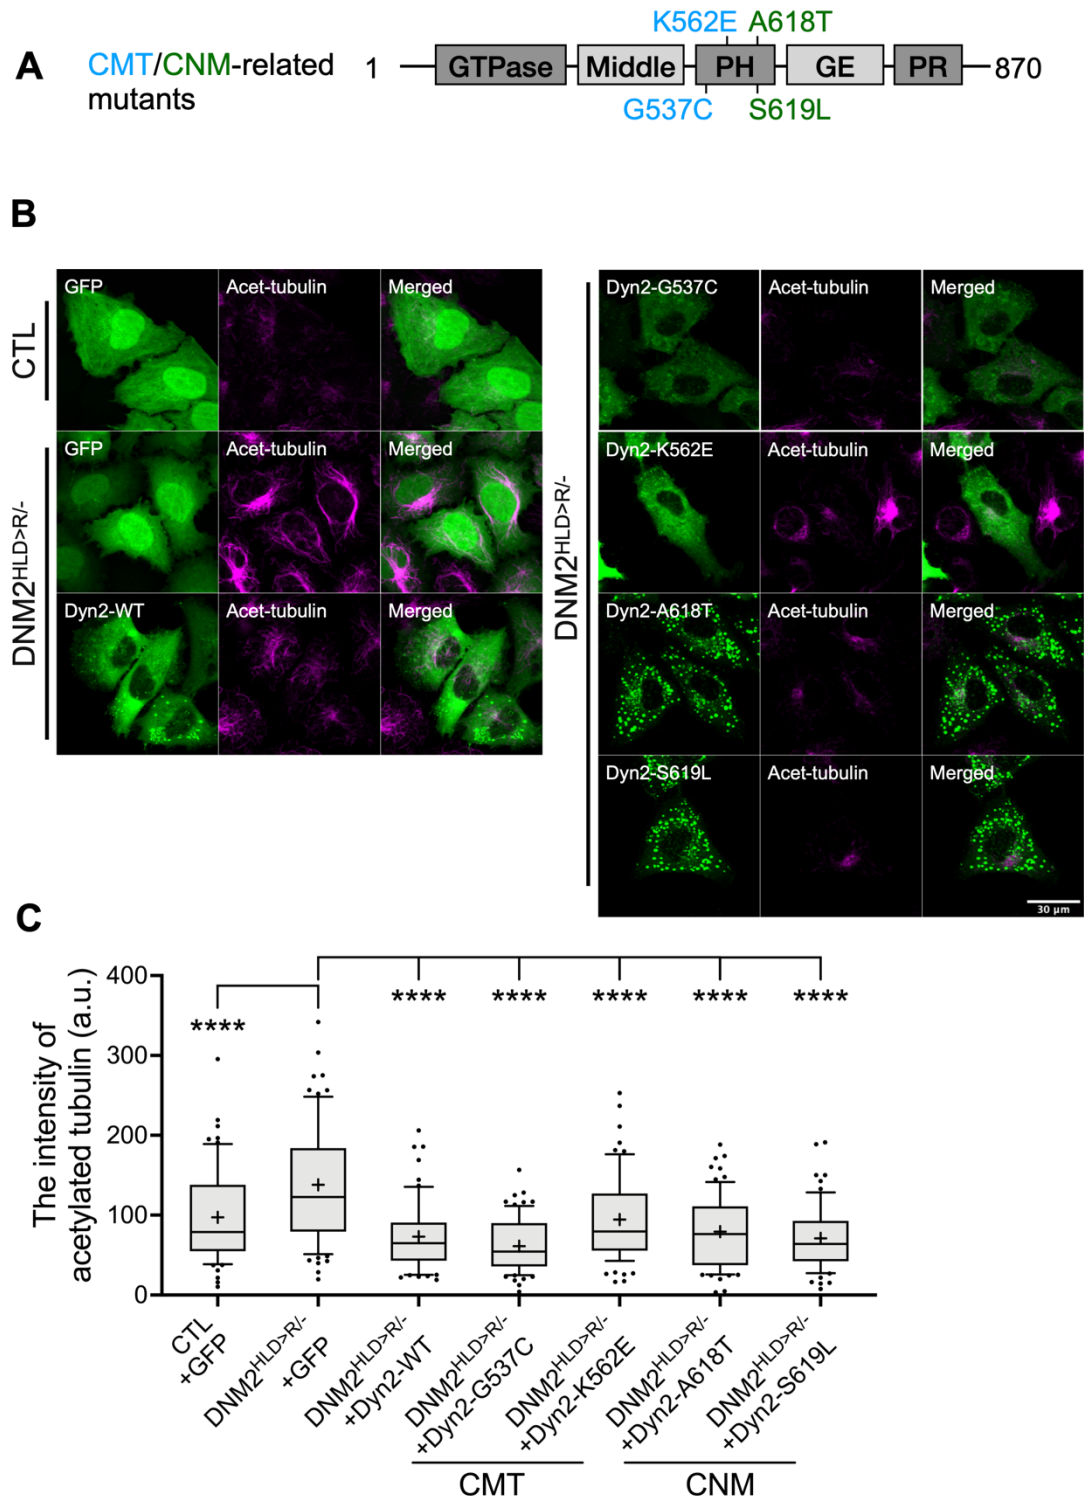 A
CMT/CNM-related
mutants
K562E A618T
1 GTPase Middle PH GE PR 870
G537C S619L
B
CTL
GFP Acet-tubulin Merged
DNM2HLD>R/-
GFP Acet-tubulin Merged
Dyn2-WT Acet-tubulin Merged
DNM2HLD>R/-
Dyn2-G537C Acet-tubulin Merged
Dyn2-K562E Acet-tubulin Merged
Dyn2-A618T Acet-tubulin Merged
Dyn2-S619L Acet-tubulin Merged
30 µm
C
The intensity of
acetylated tubulin (a.u.)
400
300
200
100
0
**** **** **** **** **** ****
CTL
+GFP
DNM2HLD>R/-
+GFP
DNM2HLD>R/-
+Dyn2-WT
DNM2HLD>R/-
+Dyn2-G537C
DNM2HLD>R/-
+Dyn2-K562E
DNM2HLD>R/-
+Dyn2-A618T
DNM2HLD>R/-
+Dyn2-S619L
CMT CNM